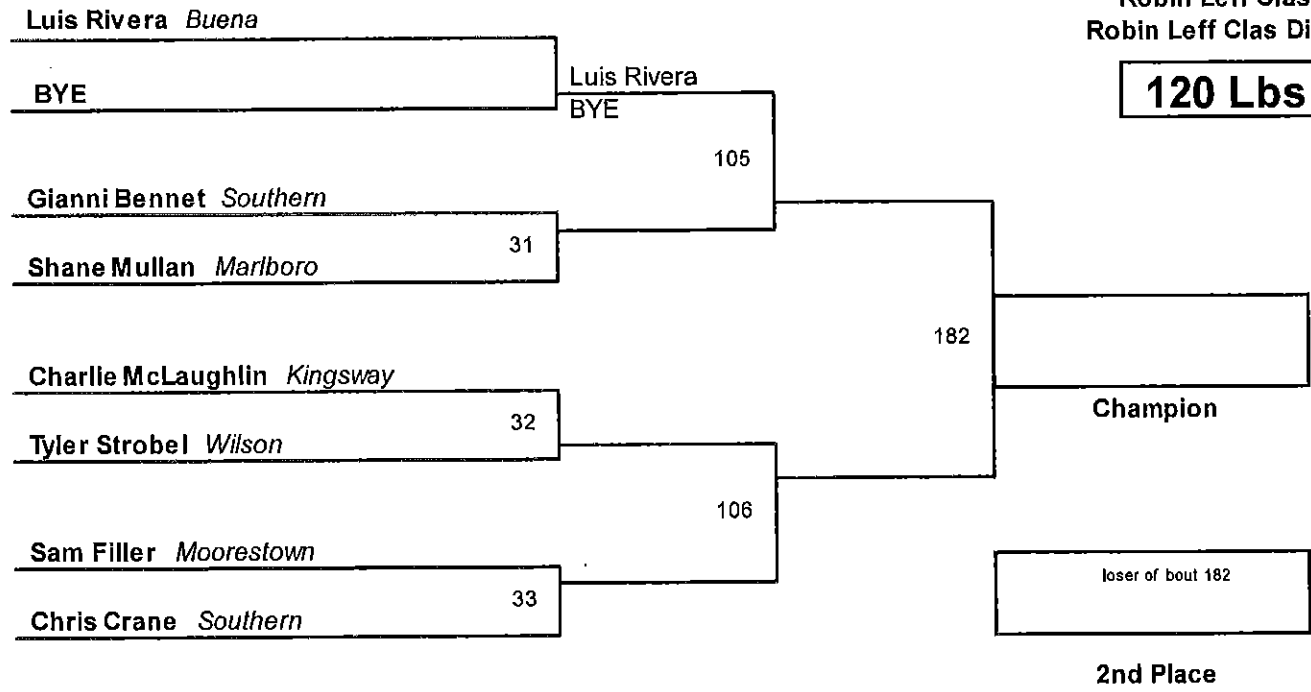 Robin Leff Clas
Robin Leff Clas Di
120 Lbs
Luis Rivera Buena
BYE
Luis Rivera
BYE
105
Gianni Bennet Southern
31
Shane Mullan Marlboro
182
Charlie McLaughlin Kingsway
32
Tyler Strobel Wilson
Champion
106
Sam Filler Moorestown
33
Chris Crane Southern
loser of bout 182
2nd Place